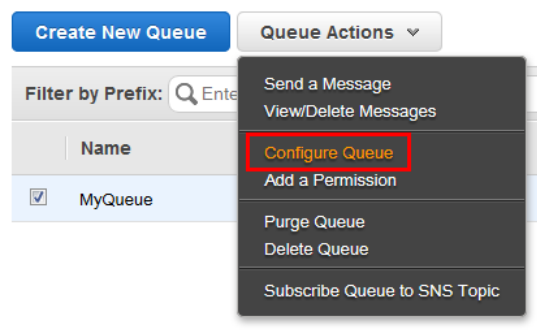 Create New Queue
Queue Actions
Filter by Prefix:
Ente
Send a Message
View/Delete Messages
Name
Configure Queue
Add a Permission
MyQueue
Purge Queue
Delete Queue
Subscribe Queue to SNS Topic